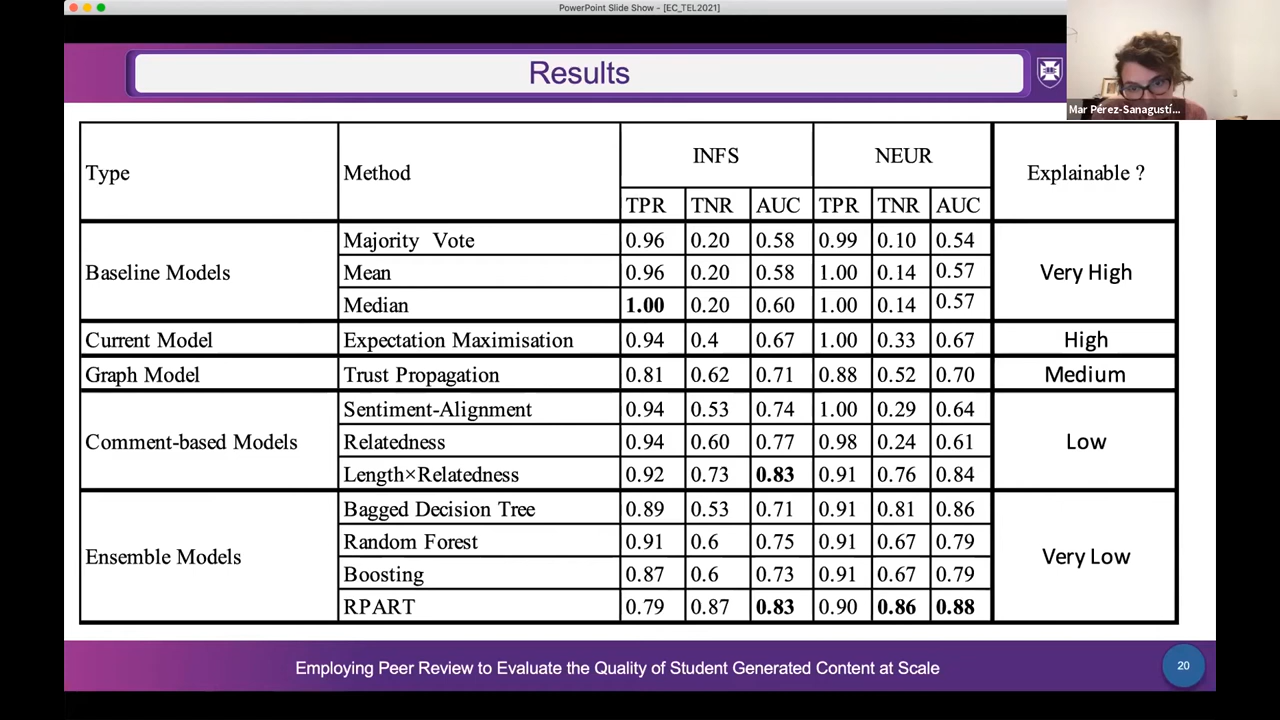 PowerPoint Slide Show - [EC_TEL2021]
Results
Mar Pérez-Sanagustí...
Type Method INFS NEUR Explainable ?
TPR TNR AUC TPR TNR AUC
Baseline Models Majority Vote 0.96 0.20 0.58 0.99 0.10 0.54 Very High
Mean 0.96 0.20 0.58 1.00 0.14 0.57
Median 1.00 0.20 0.60 1.00 0.14 0.57
Current Model Expectation Maximisation 0.94 0.4 0.67 1.00 0.33 0.67 High
Graph Model Trust Propagation 0.81 0.62 0.71 0.88 0.52 0.70 Medium
Comment-based Models Sentiment-Alignment 0.94 0.53 0.74 1.00 0.29 0.64 Low
Relatedness 0.94 0.60 0.77 0.98 0.24 0.61
Length×Relatedness 0.92 0.73 0.83 0.91 0.76 0.84
Ensemble Models Bagged Decision Tree 0.89 0.53 0.71 0.91 0.81 0.86 Very Low
Random Forest 0.91 0.6 0.75 0.91 0.67 0.79
Boosting 0.87 0.6 0.73 0.91 0.67 0.79
RPART 0.79 0.87 0.83 0.90 0.86 0.88
Employing Peer Review to Evaluate the Quality of Student Generated Content at Scale
20